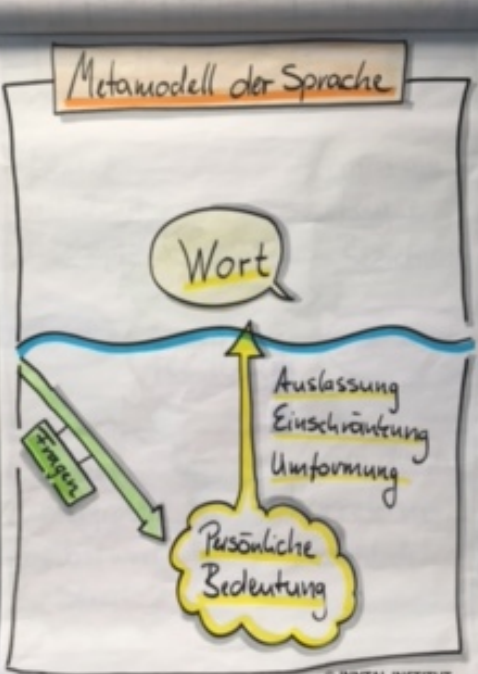 Metamodell der Sprache
Wort
Auslassung
Einschränkung
Umformung
Fragen
Persönliche
Bedeutung